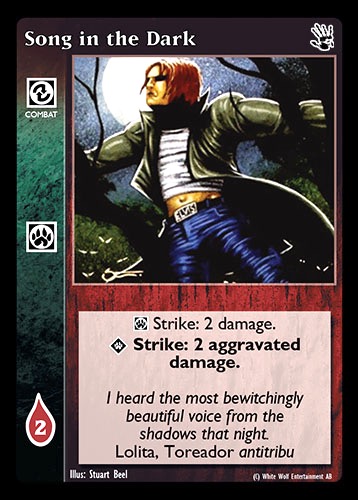 Song in the Dark
COMBAT
ELVIS
Strike: 2 damage.
Strike: 2 aggravated
damage.
I heard the most bewitchingly
beautiful voice from the
shadows that night.
Lolita, Toreador antitribu
2
Illus: Stuart Beel
(C) White Wolf Entertainment AB